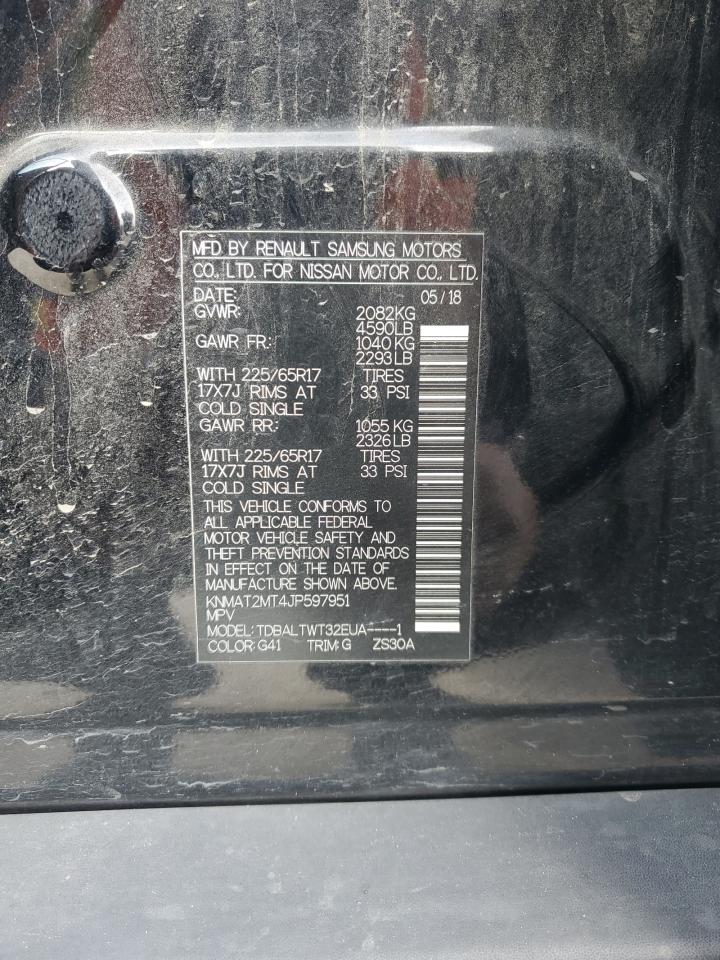 MFD BY RENAULT SAMSUNG MOTORS
CO., LTD. FOR NISSAN MOTOR CO., LTD.
DATE: 05/18
GVWR: 2082KG
4590LB
GAWR FR: 1040KG
2293LB
WITH 225/65R17 TIRES
17X7J RIMS AT 33 PSI
COLD SINGLE
GAWR RR: 1055 KG
2326LB
WITH 225/65R17 TIRES
17X7J RIMS AT 33 PSI
COLD SINGLE
THIS VEHICLE CONFORMS TO
ALL APPLICABLE FEDERAL
MOTOR VEHICLE SAFETY AND
THEFT PREVENTION STANDARDS
IN EFFECT ON THE DATE OF
MANUFACTURE SHOWN ABOVE.
KNMAT2MT4JP597951
MPV
MODEL: TDBALTWT32EUA----1
COLOR: G41 TRIM: G ZS30A